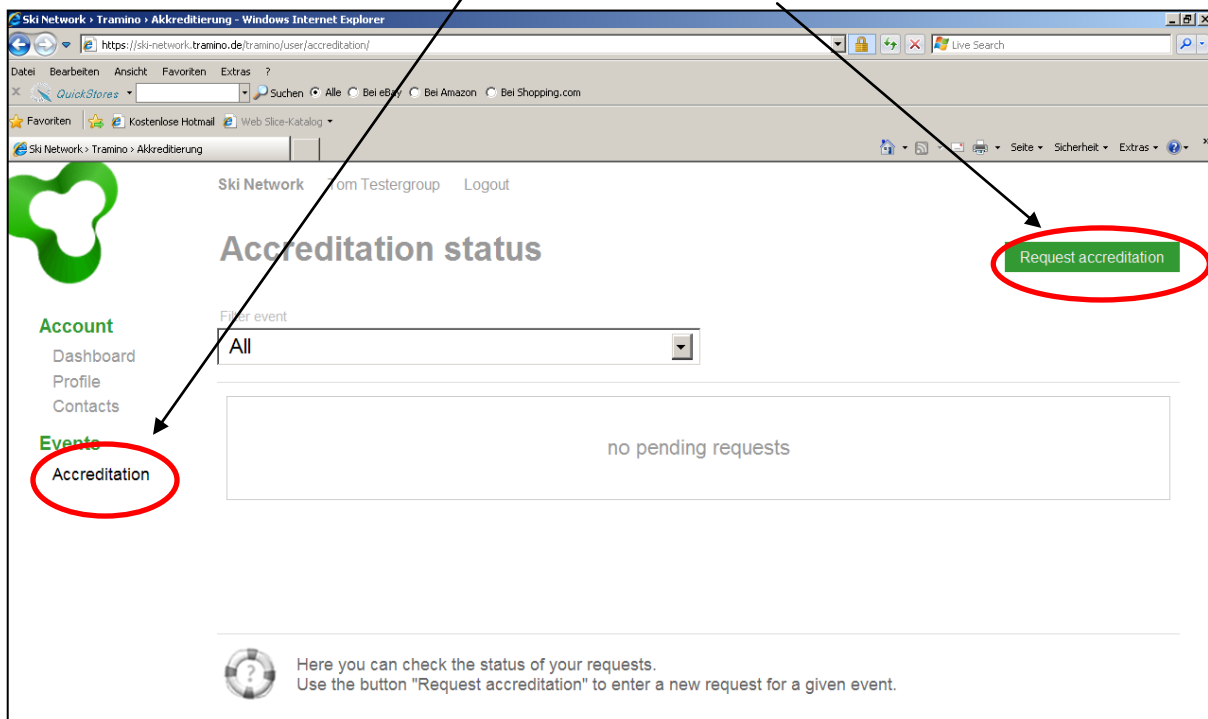 Ski Network › Tramino › Akkreditierung - Windows Internet Explorer
https://ski-network.tramino.de/tramino/user/accreditation/
Live Search
Datei Bearbeiten Ansicht Favoriten Extras ?
X QuickStores Suchen Alle Bei eBay Bei Amazon Bei Shopping.com
Favoriten Kostenlose Hotmail Web Slice-Katalog
Ski Network › Tramino › Akkreditierung
Seite Sicherheit Extras »
Ski Network Tom Testergroup Logout
Accreditation status
Request accreditation
Account
Dashboard
Profile
Contacts
Events
Accreditation
Filter event
All
no pending requests
Here you can check the status of your requests.
Use the button "Request accreditation" to enter a new request for a given event.